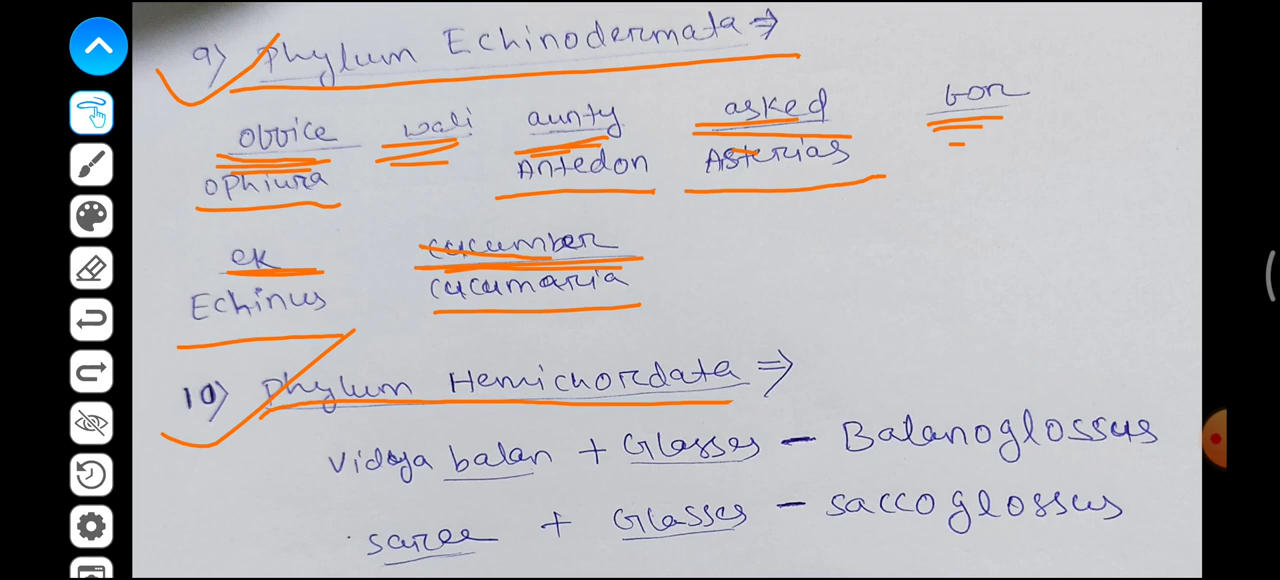 9) Phylum Echinodermata ⇒
obbice wali aunty asked for
Ophiura Antedon Asterias
ek cucumber
Echinus cucumaria
10) Phylum Hemichordata ⇒
Vidya balan + Glasses - Balanoglossus
saree + Glasses - saccoglossus